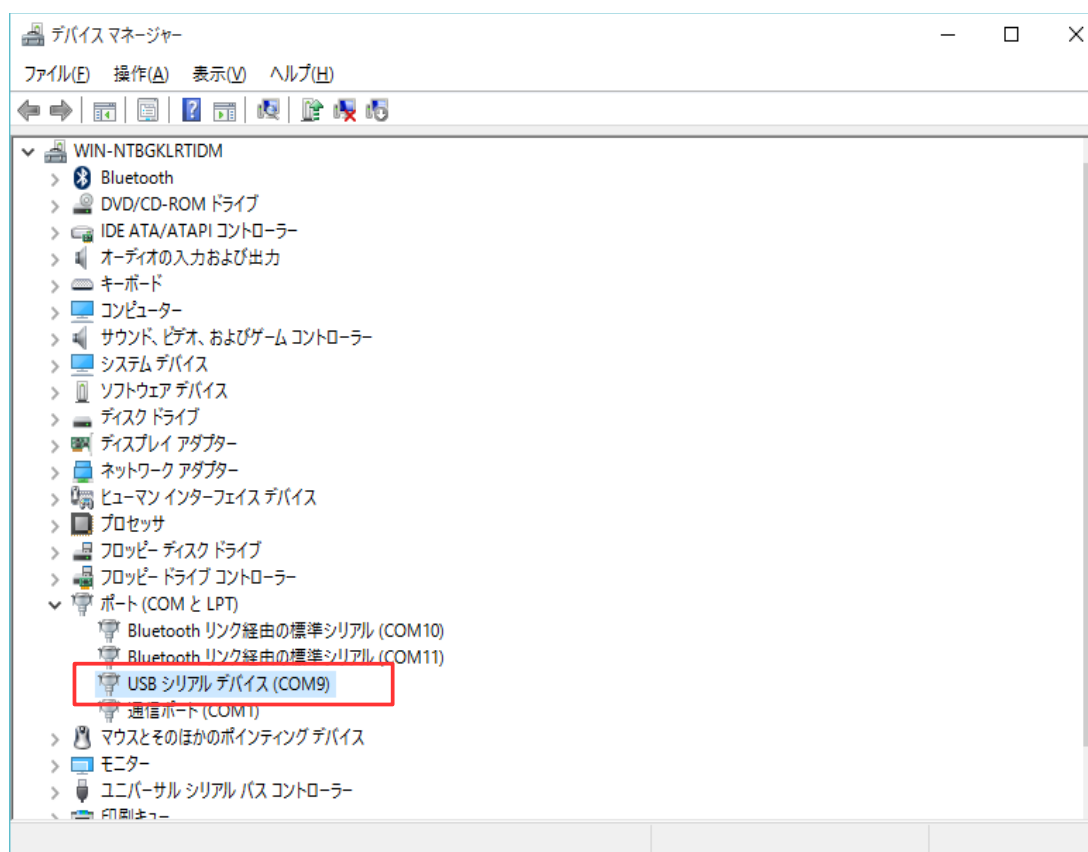 デバイス マネージャー
ファイル(F) 操作(A) 表示(V) ヘルプ(H)
WIN-NTBGKLRTIDM
Bluetooth
DVD/CD-ROM ドライブ
IDE ATA/ATAPI コントローラー
オーディオの入力および出力
キーボード
コンピューター
サウンド、ビデオ、およびゲーム コントローラー
システム デバイス
ソフトウェア デバイス
ディスク ドライブ
ディスプレイ アダプター
ネットワーク アダプター
ヒューマン インターフェイス デバイス
プロセッサ
フロッピー ディスク ドライブ
フロッピー ドライブ コントローラー
ポート (COM と LPT)
Bluetooth リンク経由の標準シリアル (COM10)
Bluetooth リンク経由の標準シリアル (COM11)
USB シリアル デバイス (COM9)
通信ポート (COM1)
マウスとそのほかのポインティング デバイス
モニター
ユニバーサル シリアル バス コントローラー
印刷キュー